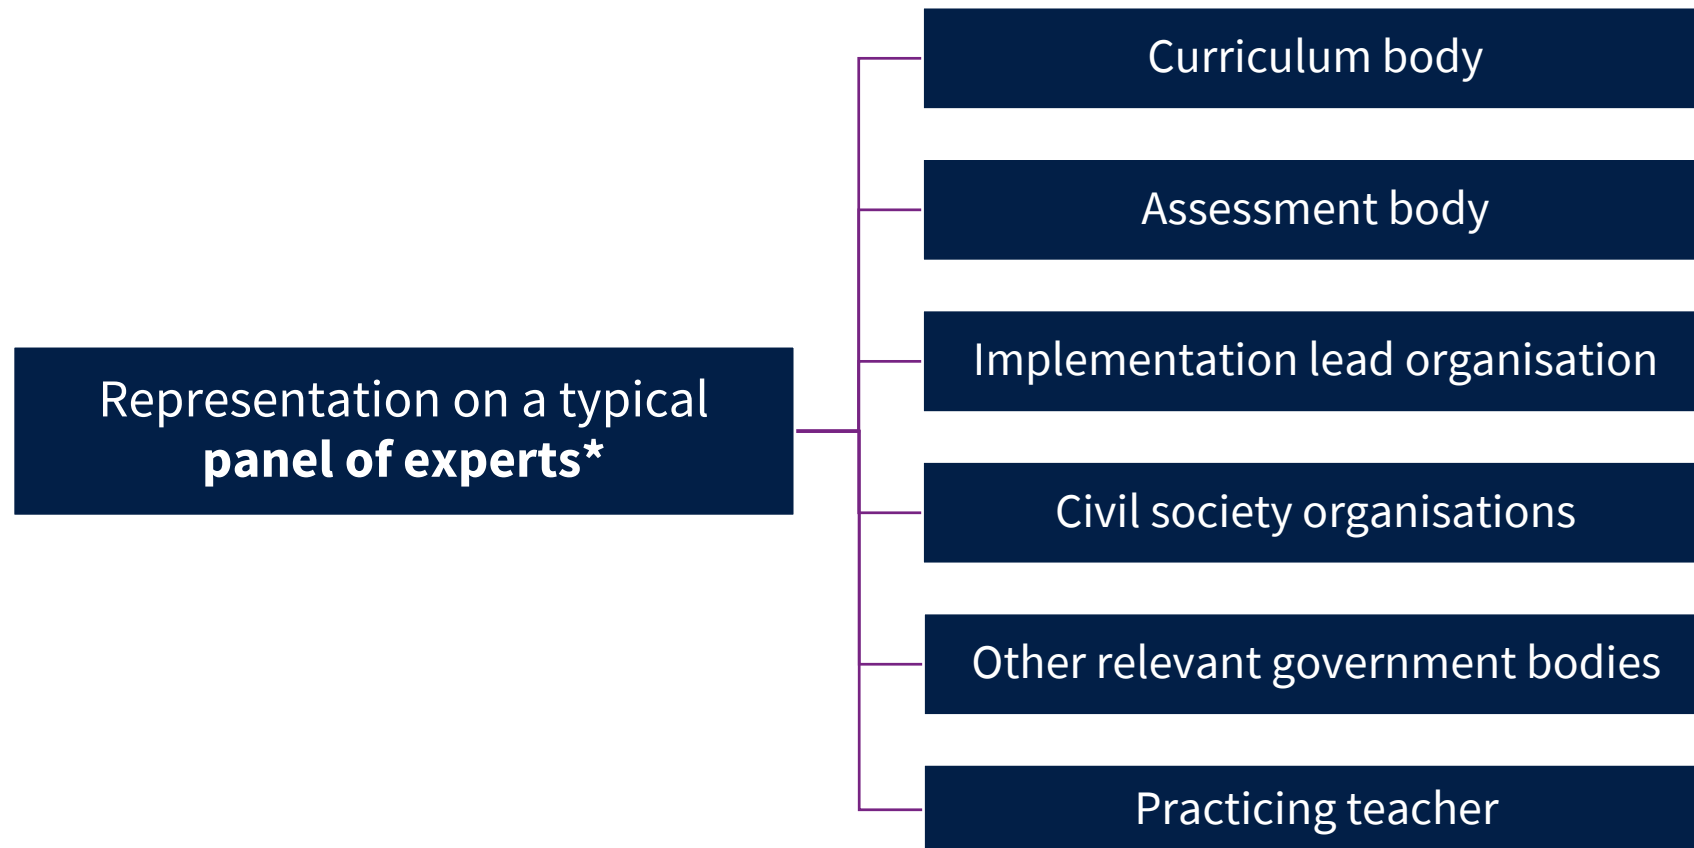 Representation on a typical
panel of experts*
Curriculum body
Assessment body
Implementation lead organisation
Civil society organisations
Other relevant government bodies
Practicing teacher